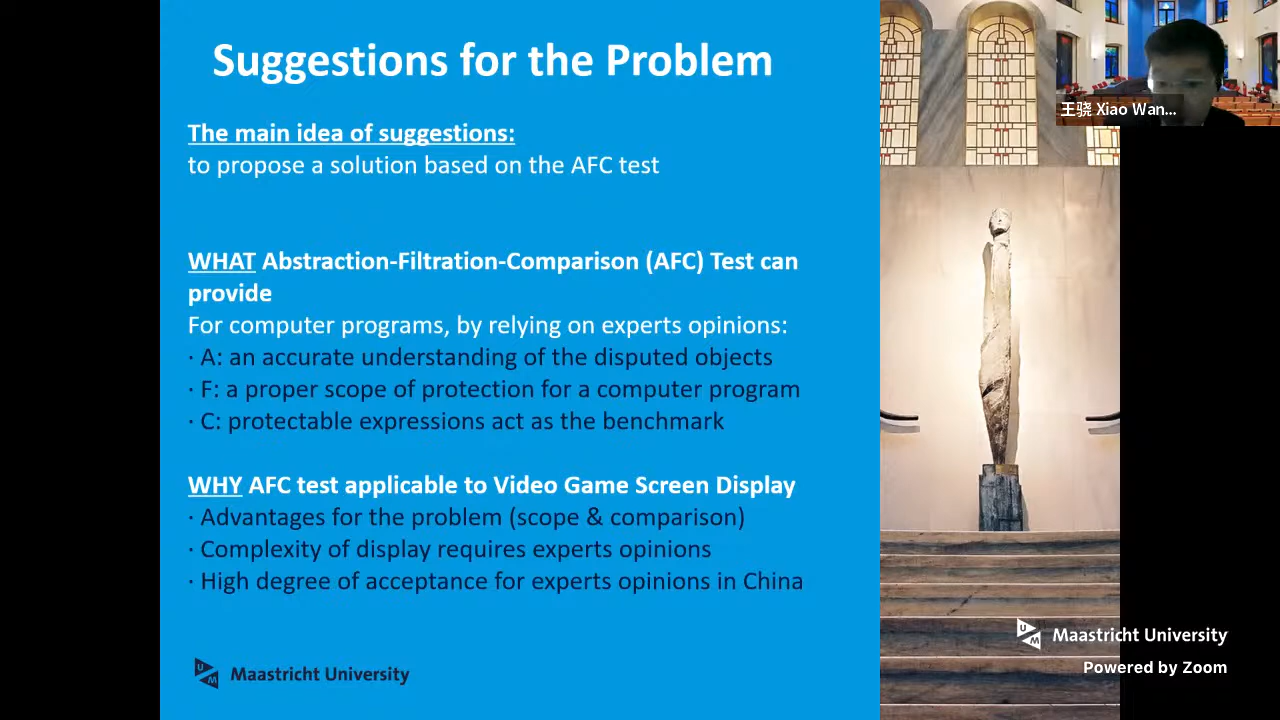 Suggestions for the Problem
The main idea of suggestions:
to propose a solution based on the AFC test
WHAT Abstraction-Filtration-Comparison (AFC) Test can
provide
For computer programs, by relying on experts opinions:
· A: an accurate understanding of the disputed objects
· F: a proper scope of protection for a computer program
· C: protectable expressions act as the benchmark
WHY AFC test applicable to Video Game Screen Display
· Advantages for the problem (scope & comparison)
· Complexity of display requires experts opinions
· High degree of acceptance for experts opinions in China
UM Maastricht University
王骁 Xiao Wan...
UM Maastricht University
Powered by Zoom